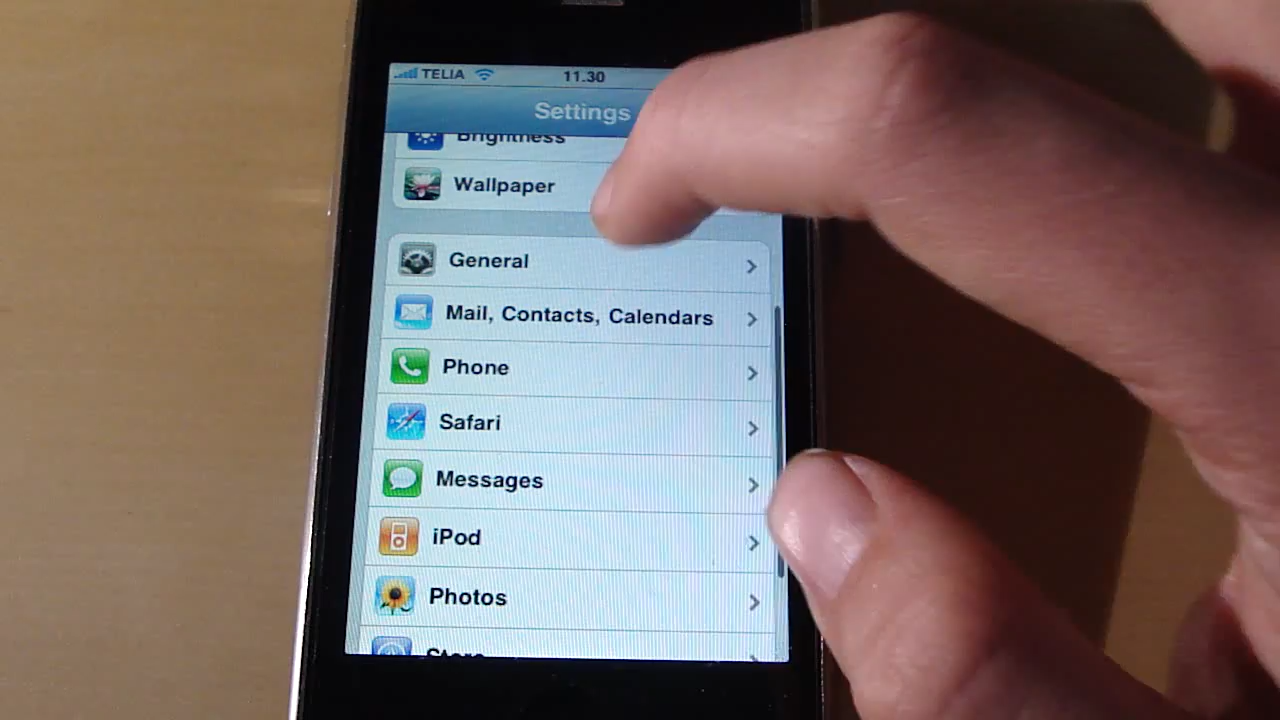 TELIA 11.30
Settings
Brightness
Wallpaper
General
Mail, Contacts, Calendars
Phone
Safari
Messages
iPod
Photos
Store